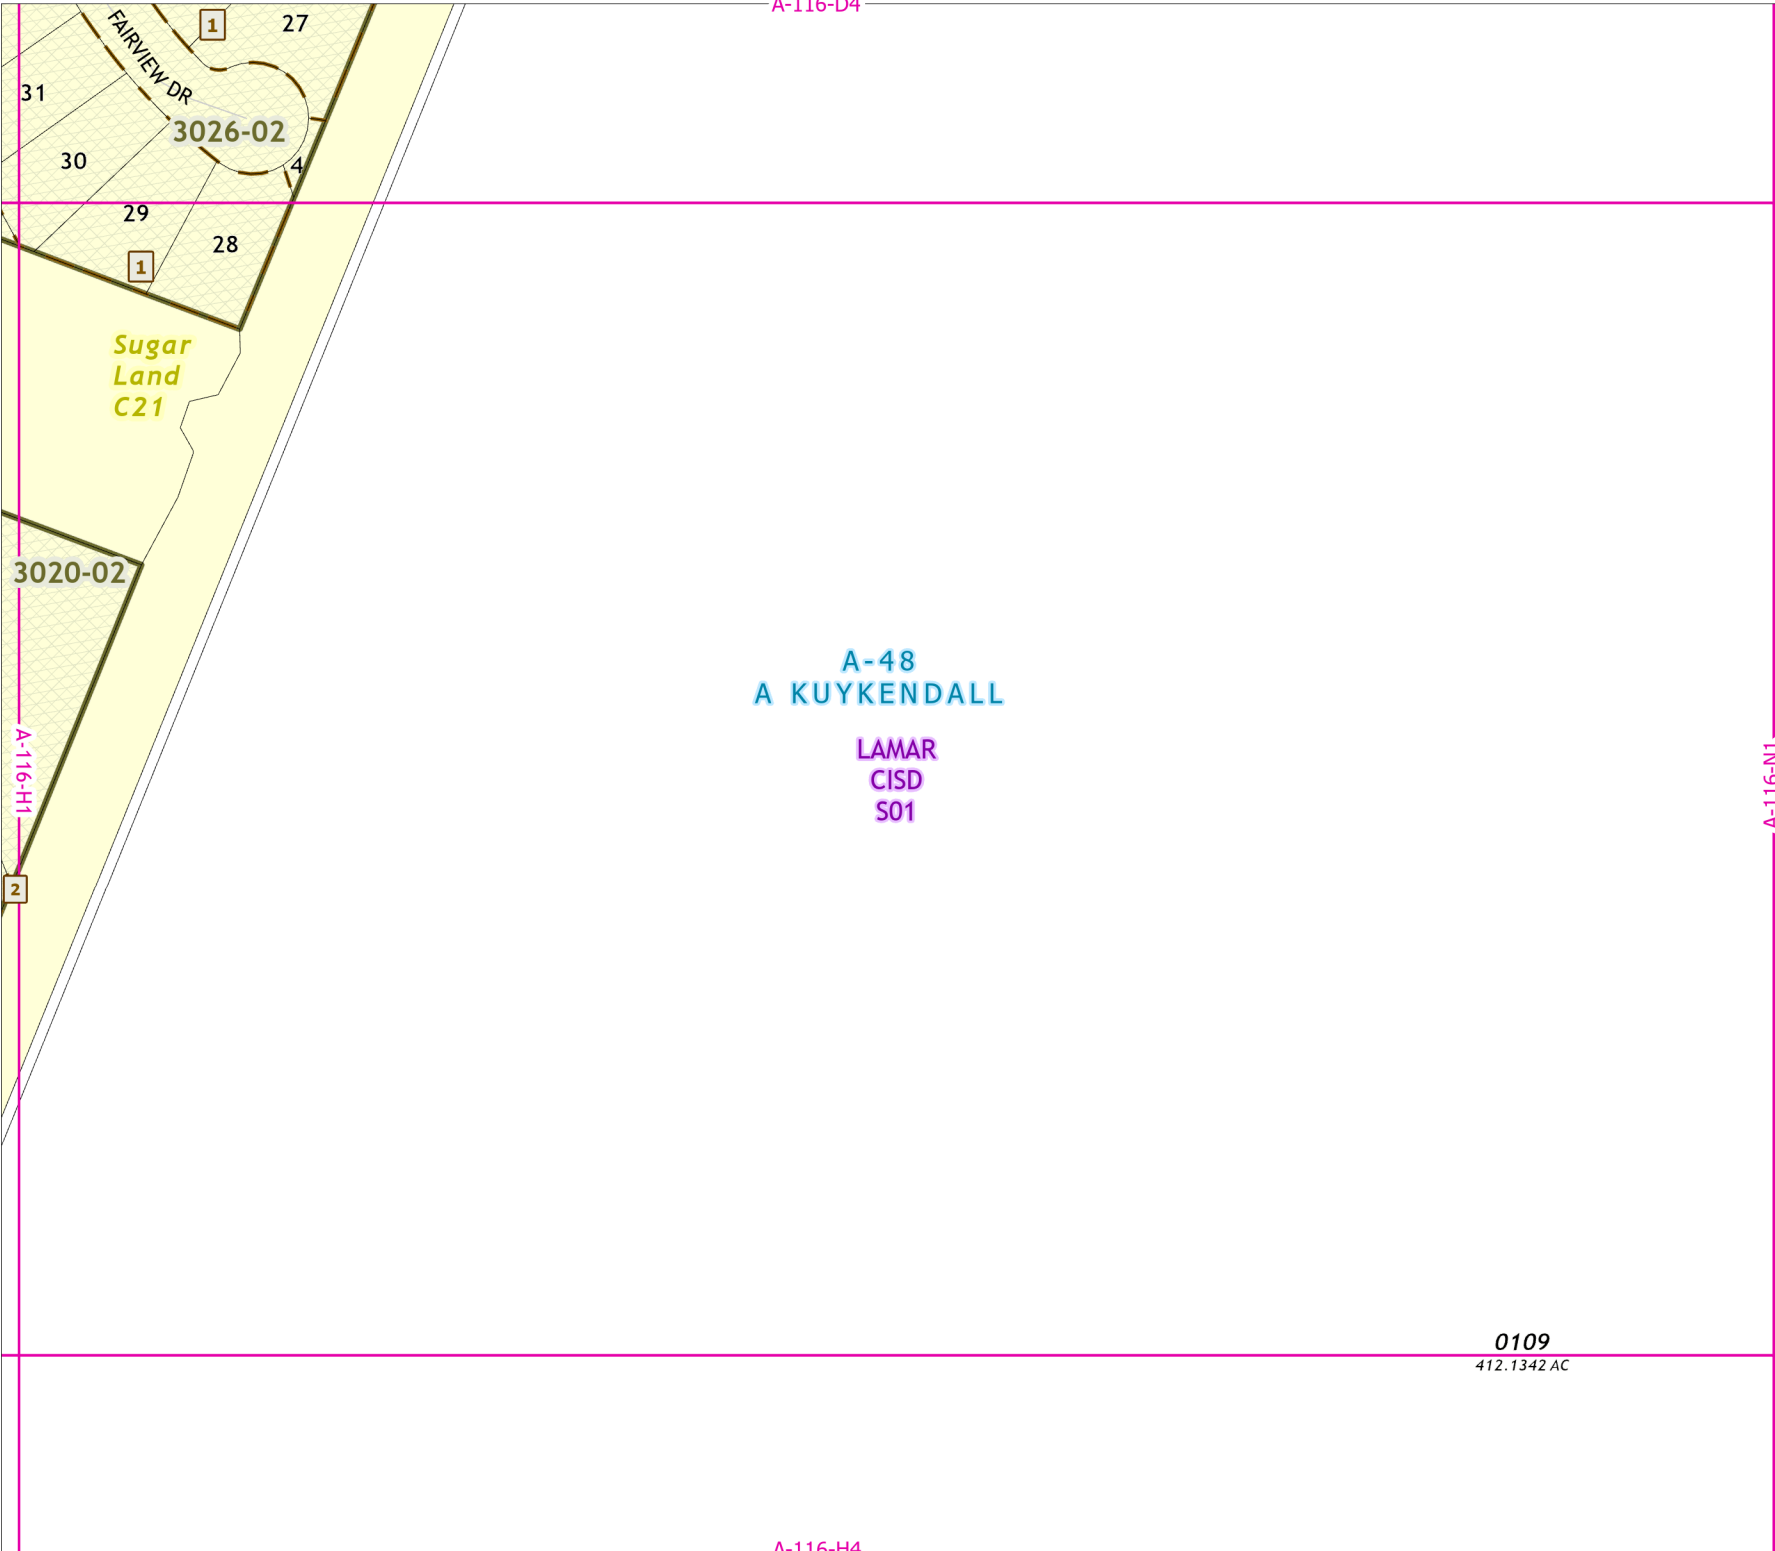 A-116-D4
1
27
FAIRVIEW DR
31
3026-02
30
4
29
28
1
Sugar
Land
C21
3020-02
A-48
A KUYKENDALL
LAMAR
CISD
S01
A-116-H1
A-116-N1
2
0109
412.1342 AC
A-116-H4